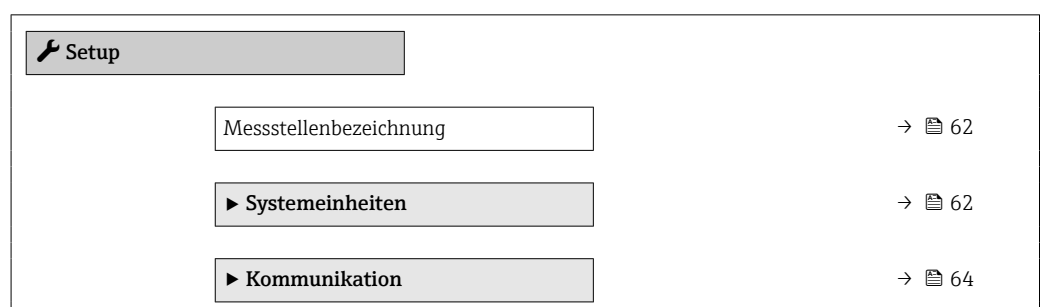 Setup
Messstellenbezeichnung → 62
▶ Systemeinheiten → 62
▶ Kommunikation → 64